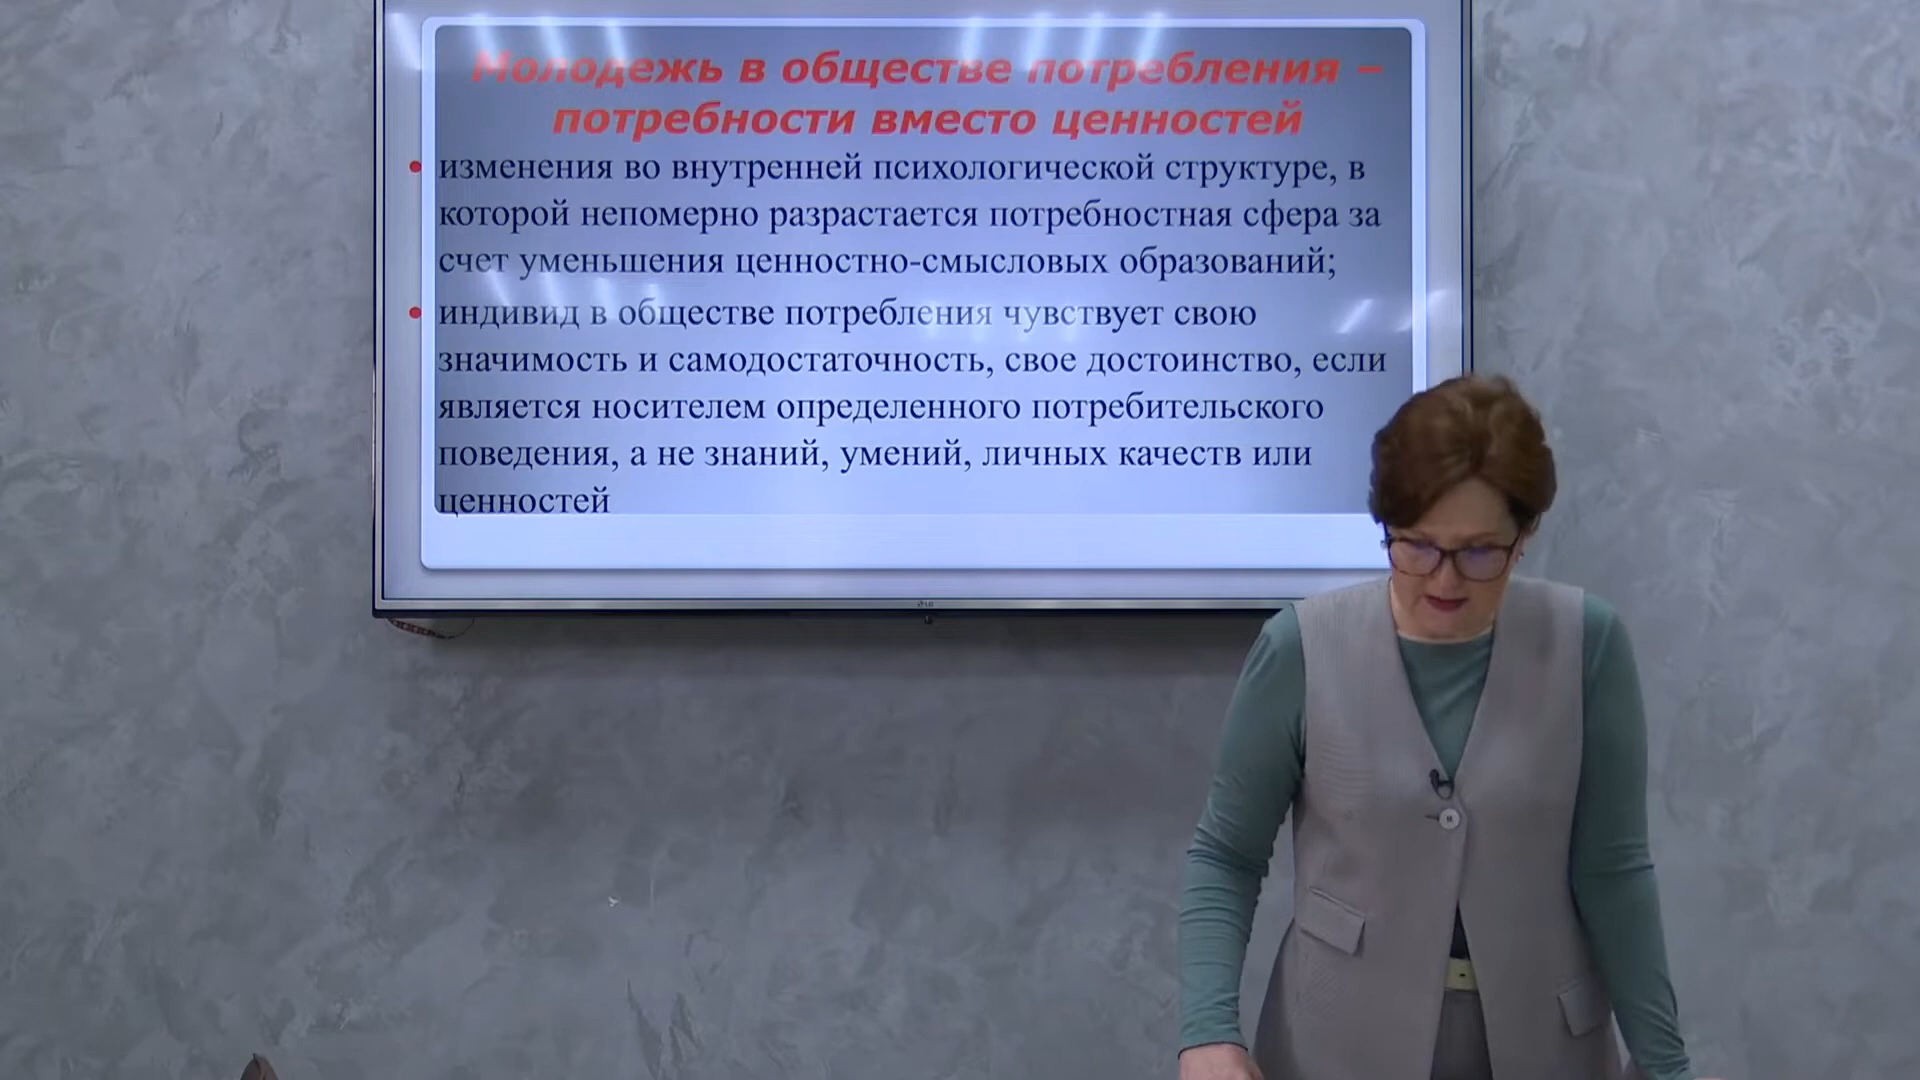 Молодежь в обществе потребления –
потребности вместо ценностей
• изменения во внутренней психологической структуре, в
которой непомерно разрастается потребностная сфера за
счет уменьшения ценностно-смысловых образований;
• индивид в обществе потребления чувствует свою
значимость и самодостаточность, свое достоинство, если
является носителем определенного потребительского
поведения, а не знаний, умений, личных качеств или
ценностей
LG